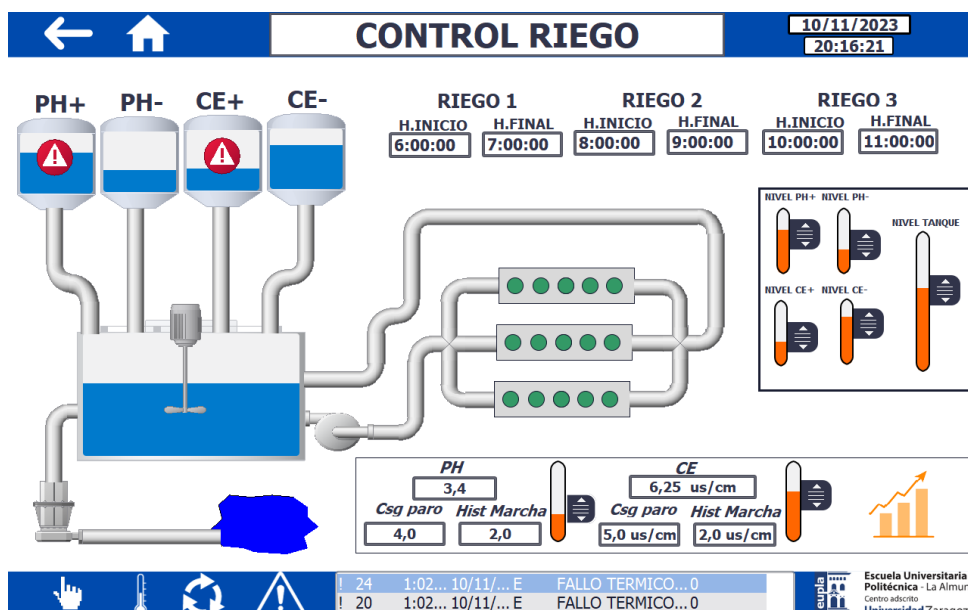 CONTROL RIEGO
10/11/2023
20:16:21
PH+ PH- CE+ CE-
RIEGO 1 RIEGO 2 RIEGO 3
H.INICIO H.FINAL H.INICIO H.FINAL H.INICIO H.FINAL
6:00:00 7:00:00 8:00:00 9:00:00 10:00:00 11:00:00
NIVEL PH+ NIVEL PH-
NIVEL TANQUE
NIVEL CE+ NIVEL CE-
PH CE
3,4 6,25 us/cm
Csg paro Hist Marcha Csg paro Hist Marcha
4,0 2,0 5,0 us/cm 2,0 us/cm
! 24 1:02... 10/11/... E FALLO TERMICO... 0
! 20 1:02... 10/11/... E FALLO TERMICO... 0
eupla
Escuela Universitaria
Politécnica - La Almun
Centro adscrito
Universidad Zaragoz